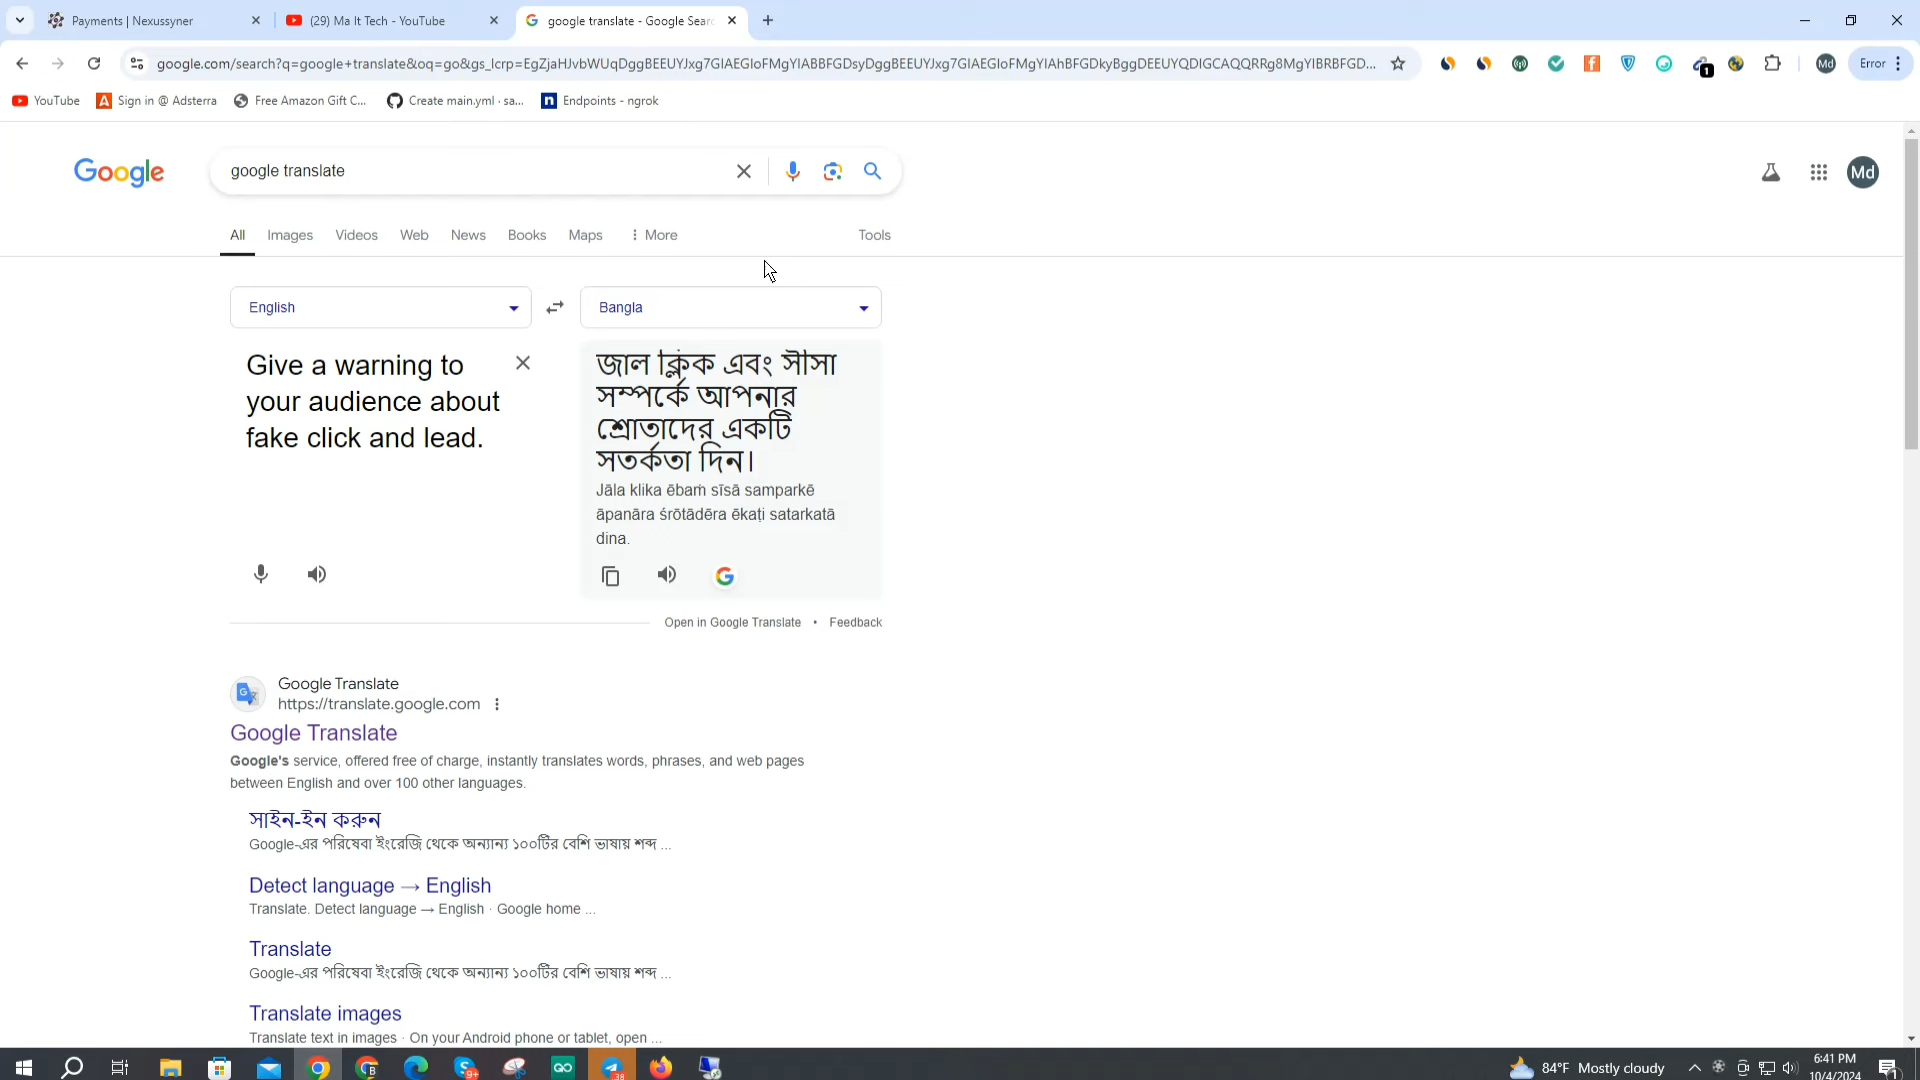 Payments | Nexussyner
(29) Ma It Tech - YouTube
google translate - Google Searc
google.com/search?q=google+translate&oq=go&gs_lcrp=EgZjaHJvbWUqDggBEEUYJxg7GIAEGIoFMgYIABBFGDsyDggBEEUYJxg7GIAEGIoFMgYIAhBFGDkyBggDEEUYQDIGCAQQRRg8MgYIBRBFGD...
1
Md
Error
YouTube
Sign in @ Adsterra
Free Amazon Gift C...
Create main.yml · sa...
Endpoints - ngrok
Google
google translate
Md
All
Images
Videos
Web
News
Books
Maps
More
Tools
English
Bangla
Give a warning to
your audience about
fake click and lead.
জাল ক্লিক এবং সীসা
সম্পর্কে আপনার
শ্রোতাদের একটি
সতর্কতা দিন।
Jāla klika ēbaṁ sīsā samparkē
āpanāra śrōtādēra ēkaṭi satarkatā
dina.
Open in Google Translate • Feedback
Google Translate
https://translate.google.com
Google Translate
Google's service, offered free of charge, instantly translates words, phrases, and web pages
between English and over 100 other languages.
সাইন-ইন করুন
Google-এর পরিষেবা ইংরেজি থেকে অন্যান্য ১০০টির বেশি ভাষায় শব্দ ...
Detect language → English
Translate. Detect language → English · Google home ...
Translate
Google-এর পরিষেবা ইংরেজি থেকে অন্যান্য ১০০টির বেশি ভাষায় শব্দ ...
Translate images
Translate text in images · On your Android phone or tablet, open ...
84°F Mostly cloudy
6:41 PM
10/4/2024